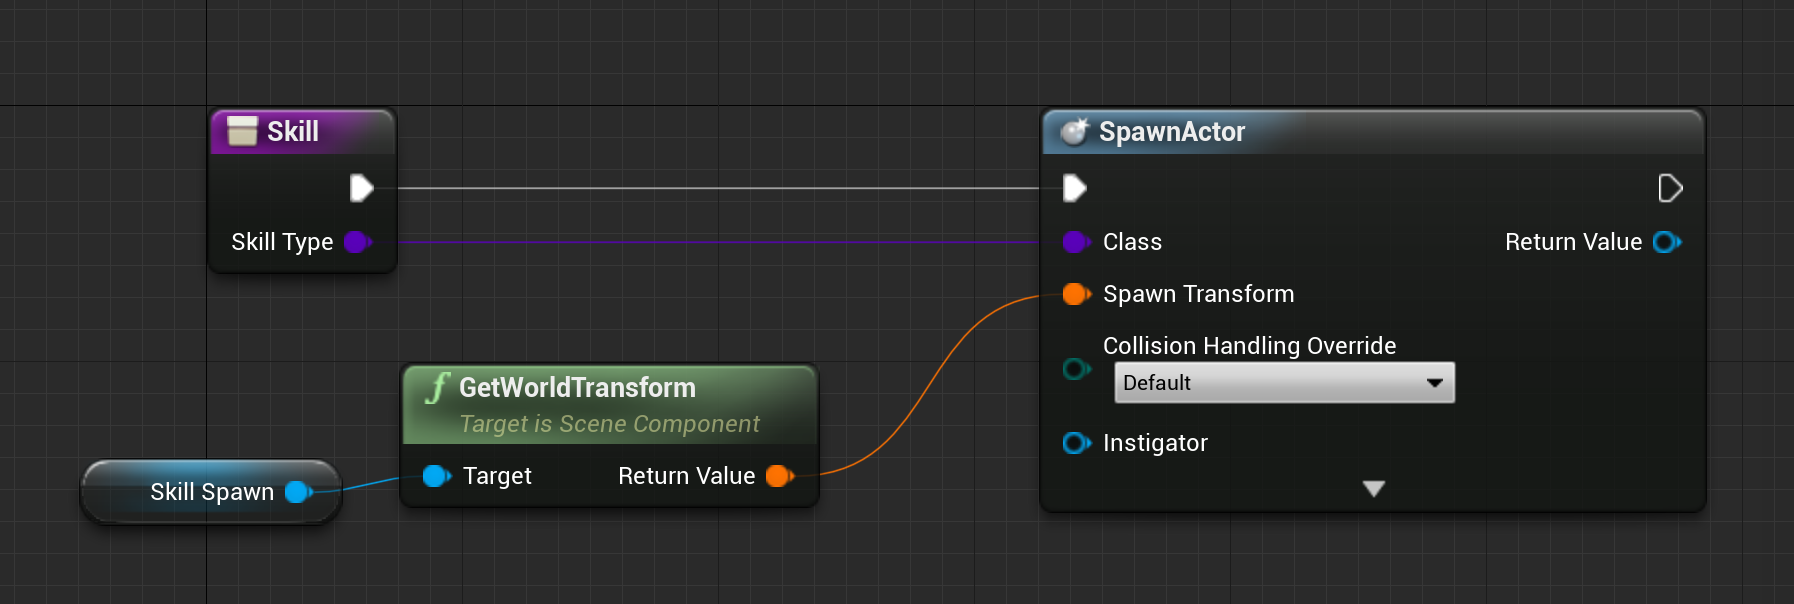 Skill
Skill Type
SpawnActor
Class
Return Value
Spawn Transform
Collision Handling Override
Default
Instigator
GetWorldTransform
Target is Scene Component
Target
Return Value
Skill Spawn